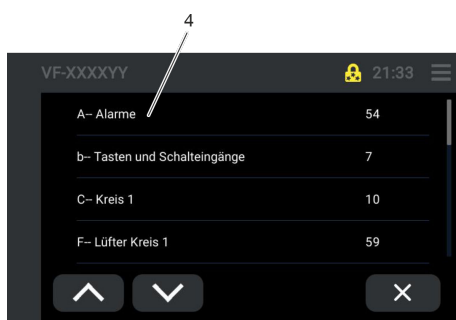 4
VF-XXXXYY 21:33
A-- Alarme 54
b-- Tasten und Schalteingänge 7
C-- Kreis 1 10
F-- Lüfter Kreis 1 59